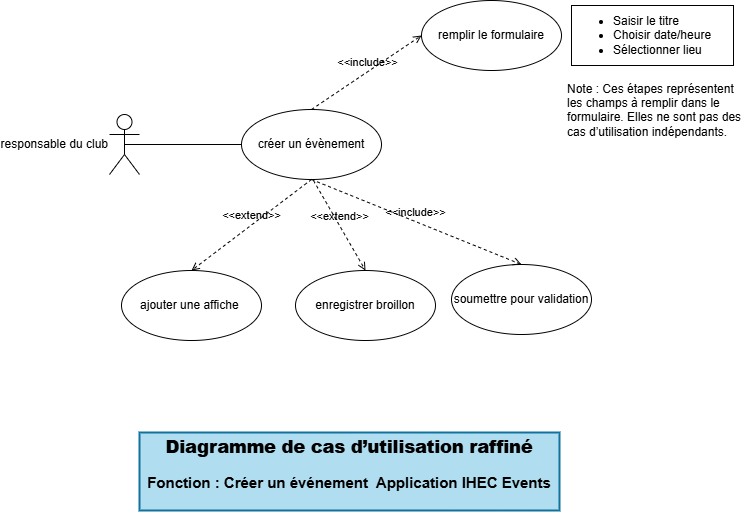 remplir le formulaire
Saisir le titre
Choisir date/heure
Sélectionner lieu
<<include>>
Note : Ces étapes représentent
les champs à remplir dans le
formulaire. Elles ne sont pas des
cas d'utilisation indépendants.
responsable du club
créer un évènement
<<extend>>
<<extend>>
<<include>>
ajouter une affiche
enregistrer broillon
soumettre pour validation
Diagramme de cas d'utilisation raffiné
Fonction : Créer un événement Application IHEC Events